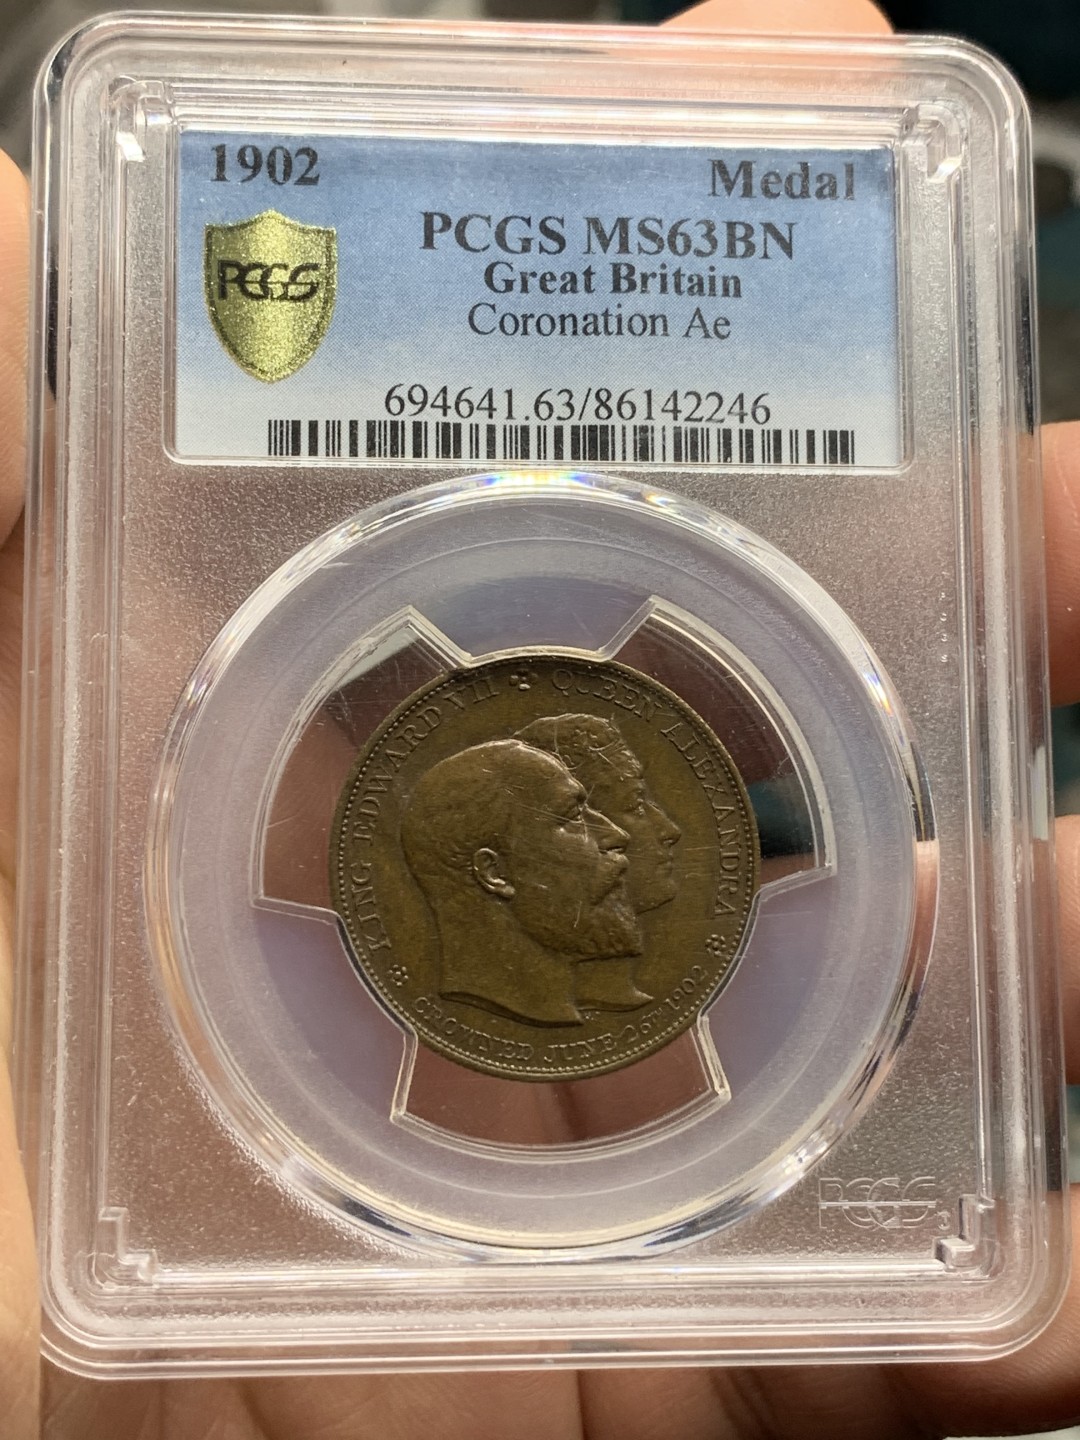 1902 Medal
PCGS MS63BN
Great Britain
PCGS
Coronation Ae
694641.63/86142246
KING EDWARD VII QUEEN ALEXANDRA
CROWNED JUNE 26TH 1902
PCGS